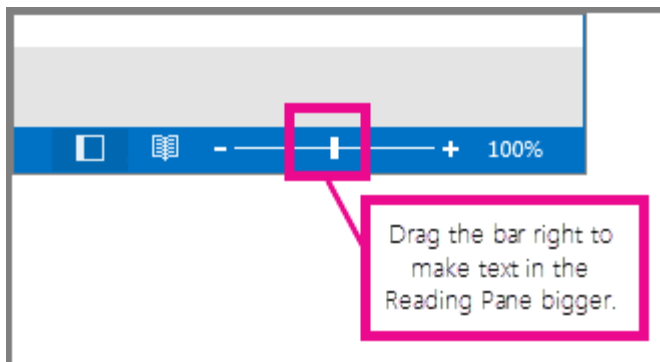 - + 100%
Drag the bar right to
make text in the
Reading Pane bigger.